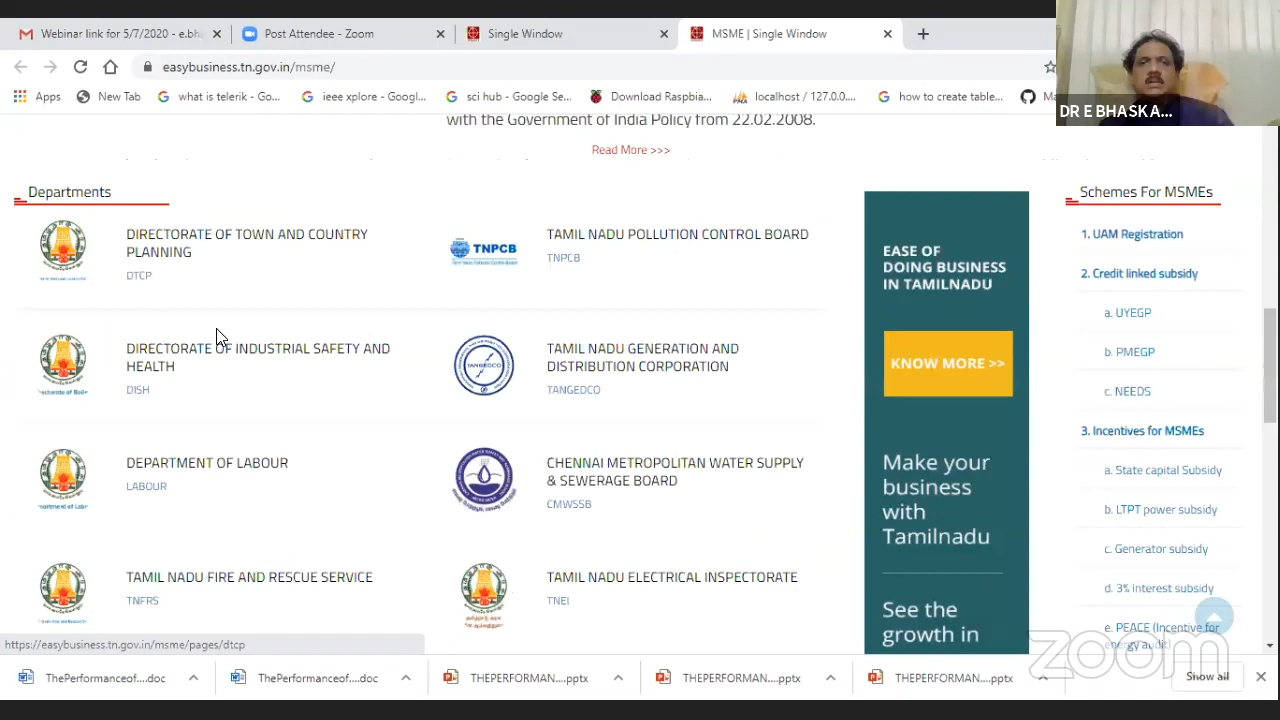 Webinar link for 5/7/2020 - e.bha
Post Attendee - Zoom
Single Window
MSME | Single Window
easybusiness.tn.gov.in/msme/
Apps
New Tab
what is telerik - Go...
ieee xplore - Googl...
sci hub - Google Se...
Download Raspbia...
localhost / 127.0.0....
how to create table...
DR E BHASK A...
with the Government of India Policy from 22.02.2008.
Read More >>>
Departments
DIRECTORATE OF TOWN AND COUNTRY
PLANNING
DTCP
TNPCB
TAMIL NADU POLLUTION CONTROL BOARD
TNPCB
DIRECTORATE OF INDUSTRIAL SAFETY AND
HEALTH
DISH
TANGEDCO
TAMIL NADU GENERATION AND
DISTRIBUTION CORPORATION
TANGEDCO
DEPARTMENT OF LABOUR
LABOUR
CHENNAI METROPOLITAN WATER SUPPLY
& SEWERAGE BOARD
CMWSSB
TAMIL NADU FIRE AND RESCUE SERVICE
TNFRS
TAMIL NADU ELECTRICAL INSPECTORATE
TNEI
EASE OF
DOING BUSINESS
IN TAMILNADU
KNOW MORE >>
Make your
business
with
Tamilnadu
See the
growth in
Schemes For MSMEs
1. UAM Registration
2. Credit linked subsidy
a. UYEGP
b. PMEGP
c. NEEDS
3. Incentives for MSMEs
a. State capital Subsidy
b. LTPT power subsidy
c. Generator subsidy
d. 3% interest subsidy
e. PEACE (Incentive for
energy audit)
zoom
https://easybusiness.tn.gov.in/msme/pages/dtcp
ThePerformanceof....doc
ThePerformanceof....doc
THEPERFORMAN....pptx
THEPERFORMAN....pptx
THEPERFORMAN....pptx
Show all